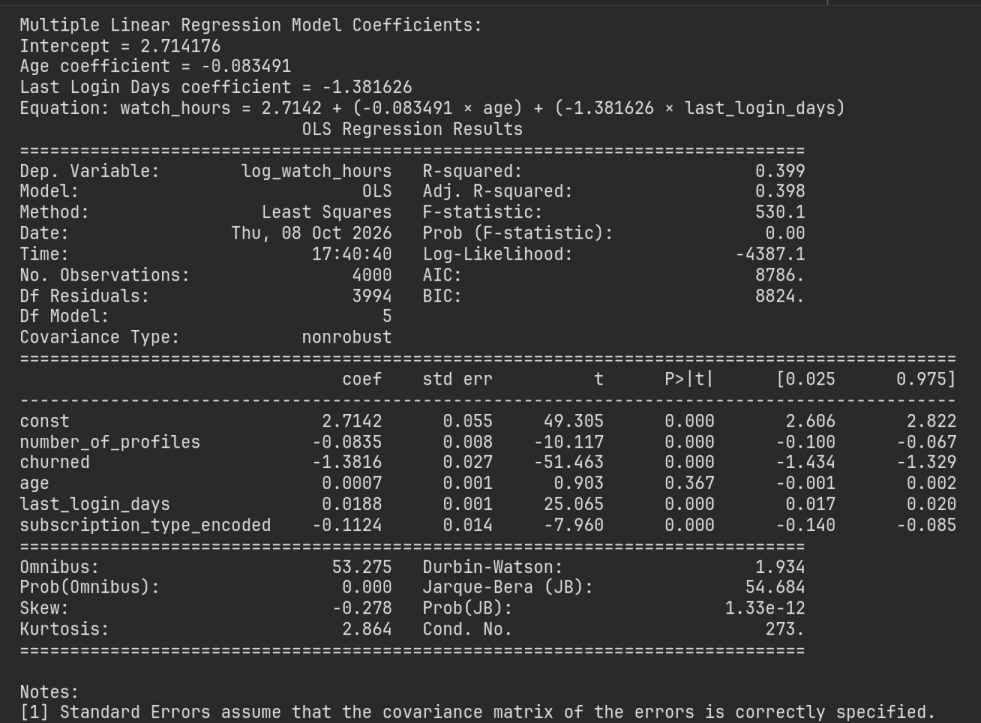 Multiple Linear Regression Model Coefficients:
Intercept = 2.714176
Age coefficient = -0.083491
Last Login Days coefficient = -1.381626
Equation: watch_hours = 2.7142 + (-0.083491 × age) + (-1.381626 × last_login_days)
                            OLS Regression Results
==============================================================================
Dep. Variable:        log_watch_hours   R-squared:                       0.399
Model:                            OLS   Adj. R-squared:                  0.398
Method:                 Least Squares   F-statistic:                     530.1
Date:                Thu, 08 Oct 2026   Prob (F-statistic):               0.00
Time:                        17:40:40   Log-Likelihood:                -4387.1
No. Observations:                4000   AIC:                             8786.
Df Residuals:                    3994   BIC:                             8824.
Df Model:                           5
Covariance Type:            nonrobust
=============================================================================================
                                coef    std err          t      P>|t|      [0.025      0.975]
---------------------------------------------------------------------------------------------
const                         2.7142      0.055     49.305      0.000       2.606       2.822
number_of_profiles           -0.0835      0.008    -10.117      0.000      -0.100      -0.067
churned                      -1.3816      0.027    -51.463      0.000      -1.434      -1.329
age                           0.0007      0.001      0.903      0.367      -0.001       0.002
last_login_days               0.0188      0.001     25.065      0.000       0.017       0.020
subscription_type_encoded    -0.1124      0.014     -7.960      0.000      -0.140      -0.085
==============================================================================
Omnibus:                       53.275   Durbin-Watson:                   1.934
Prob(Omnibus):                  0.000   Jarque-Bera (JB):               54.684
Skew:                          -0.278   Prob(JB):                     1.33e-12
Kurtosis:                       2.864   Cond. No.                         273.
==============================================================================
Notes:
[1] Standard Errors assume that the covariance matrix of the errors is correctly specified.